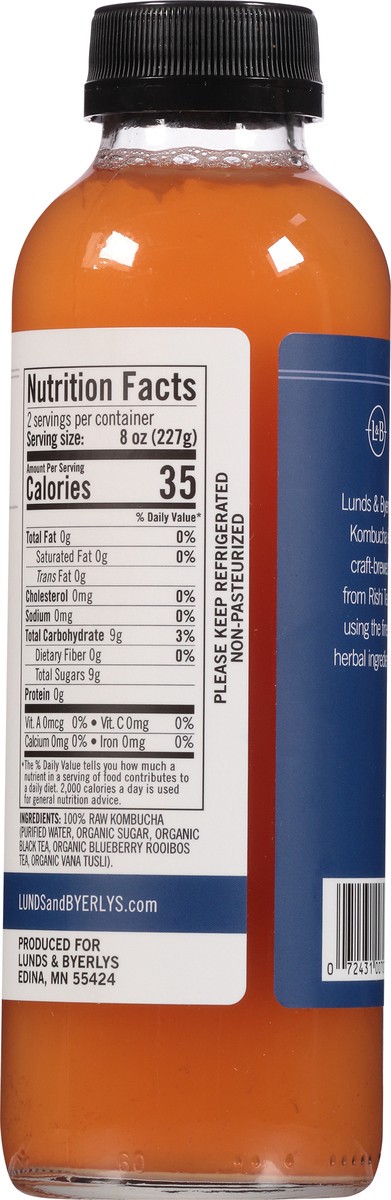 Nutrition Facts
2 servings per container
Serving size: 8 oz (227g)
Amount Per Serving
Calories 35
% Daily Value*
Total Fat 0g 0%
Saturated Fat 0g 0%
Trans Fat 0g
Cholesterol 0mg 0%
Sodium 0mg 0%
Total Carbohydrate 9g 3%
Dietary Fiber 0g 0%
Total Sugars 9g
Protein 0g
Vit. A 0mcg 0% • Vit. C 0mg 0%
Calcium 0mg 0% • Iron 0mg 0%
*The % Daily Value tells you how much a
nutrient in a serving of food contributes to
a daily diet. 2,000 calories a day is used
for general nutrition advice.
INGREDIENTS: 100% RAW KOMBUCHA
(PURIFIED WATER, ORGANIC SUGAR, ORGANIC
BLACK TEA, ORGANIC BLUEBERRY ROOIBOS
TEA, ORGANIC VANA TUSLI).
LUNDSandBYERLYS.com
PRODUCED FOR
LUNDS & BYERLYS
EDINA, MN 55424
PLEASE KEEP REFRIGERATED
NON-PASTEURIZED
L&B
Lunds &
Kombucha
craft-brewed
from Rishi
using the
herbal
0 72431